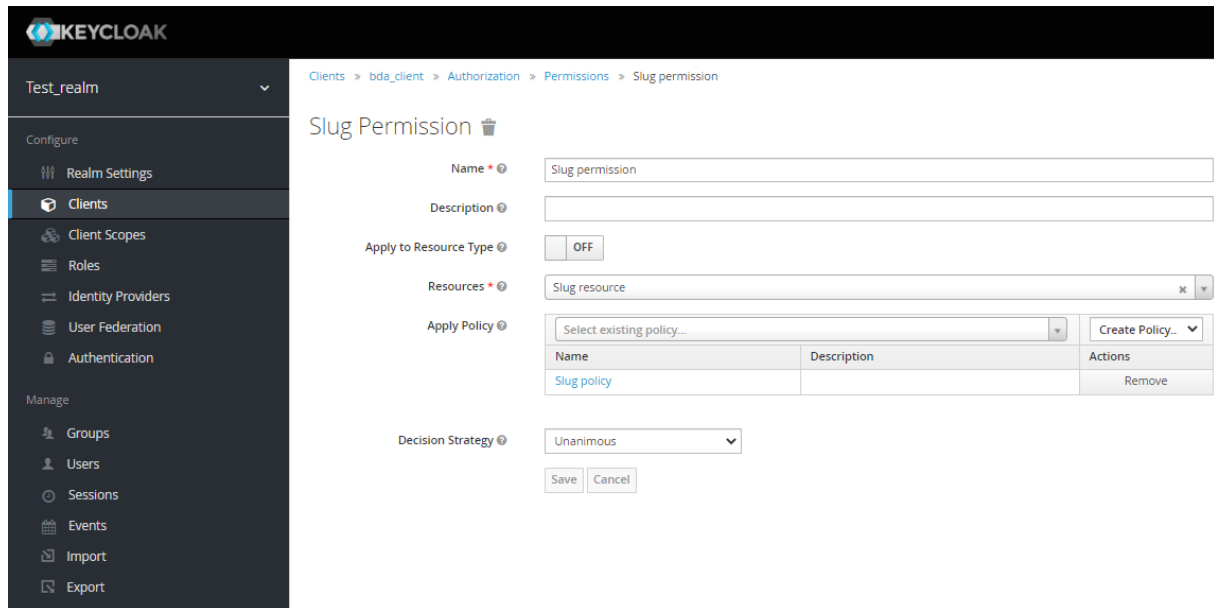 KEYCLOAK
Test_realm
Configure
Realm Settings
Clients
Client Scopes
Roles
Identity Providers
User Federation
Authentication
Manage
Groups
Users
Sessions
Events
Import
Export
Clients » bda_client » Authorization » Permissions » Slug permission
Slug Permission
Name * Slug permission
Description
Apply to Resource Type OFF
Resources * Slug resource
Apply Policy Select existing policy... Create Policy..
Name Description Actions
Slug policy Remove
Decision Strategy Unanimous
Save Cancel